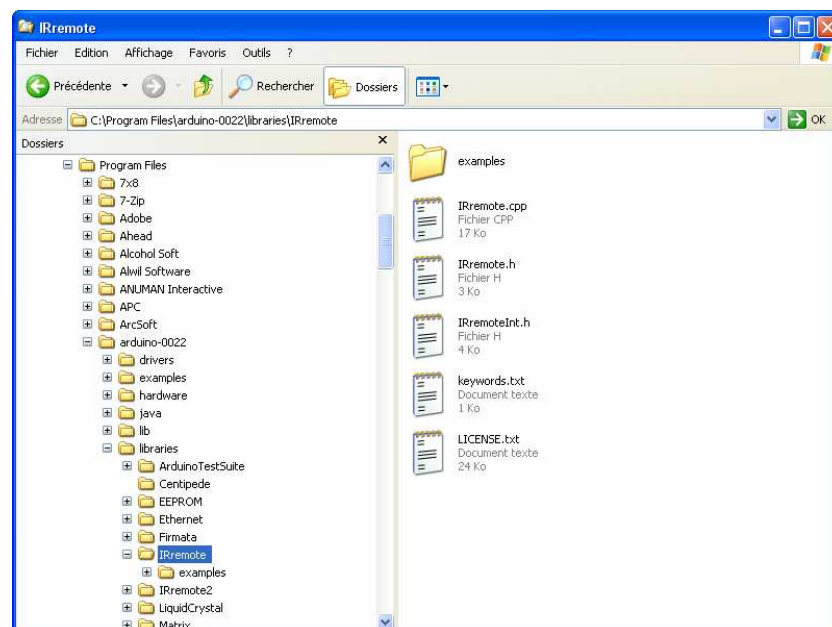 IRremote
Fichier Edition Affichage Favoris Outils ?
Précédente Rechercher Dossiers
Adresse C:\Program Files\arduino-0022\libraries\IRremote OK
Dossiers
Program Files
7x8
7-Zip
Adobe
Ahead
Alcohol Soft
Alwil Software
ANUMAN Interactive
APC
ArcSoft
arduino-0022
drivers
examples
hardware
java
lib
libraries
ArduinoTestSuite
Centipede
EEPROM
Ethernet
Firmata
IRremote
examples
IRremote2
LiquidCrystal
Matrix
examples
IRremote.cpp
Fichier CPP
17 Ko
IRremote.h
Fichier H
3 Ko
IRremoteInt.h
Fichier H
4 Ko
keywords.txt
Document texte
1 Ko
LICENSE.txt
Document texte
24 Ko